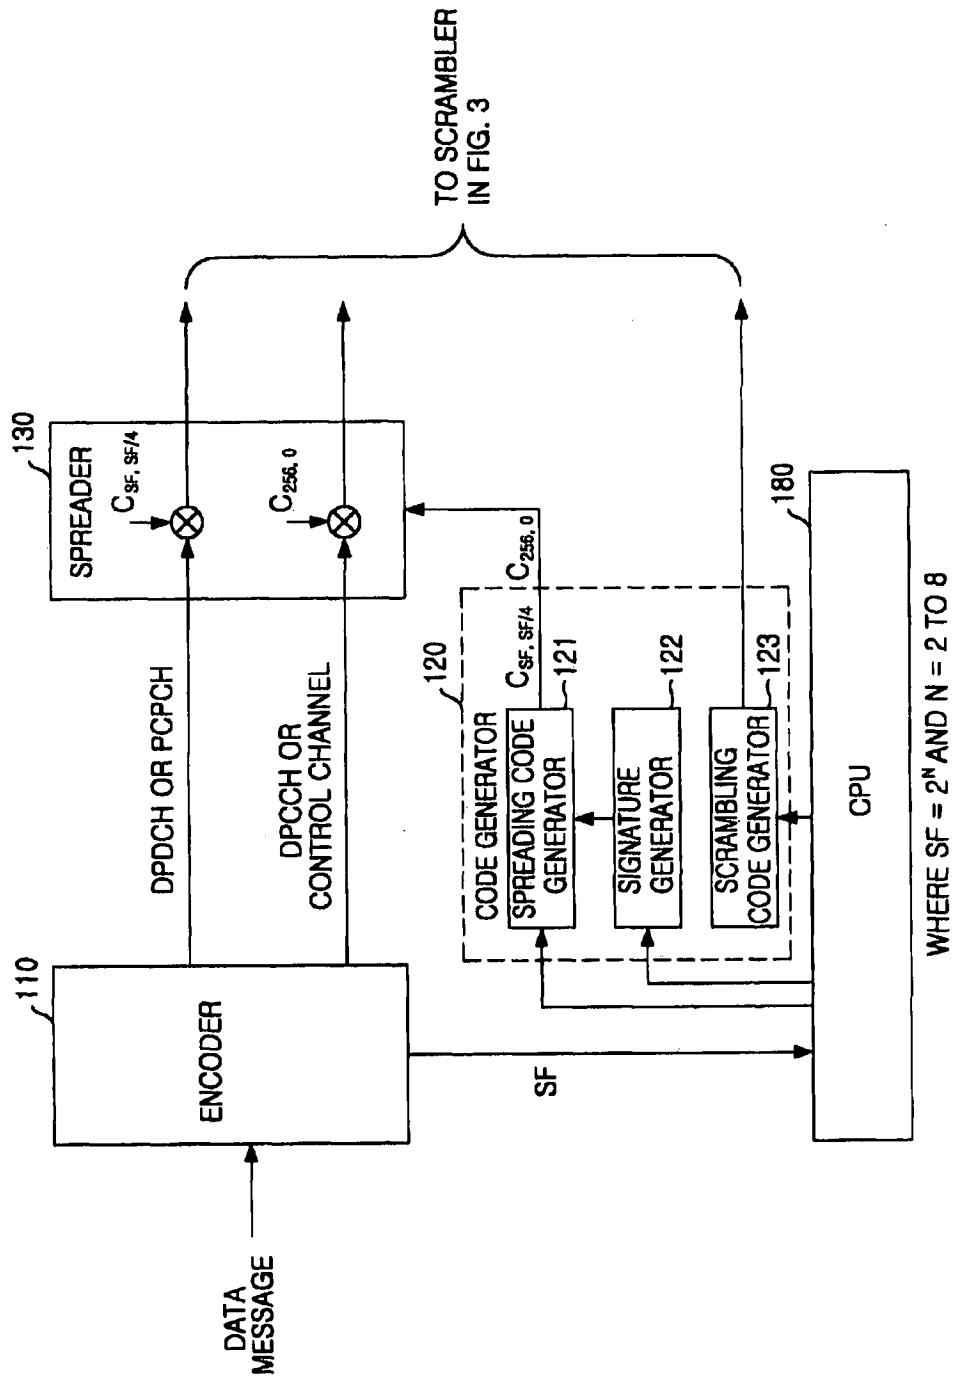 DATA
MESSAGE
110
ENCODER
DPDCH OR PCPCH
DPCCH OR
CONTROL CHANNEL
SF
130
SPREADER
C_SF, SF/4
C_256, 0
TO SCRAMBLER
IN FIG. 3
120
CODE GENERATOR
C_SF, SF/4
C_256, 0
SPREADING CODE
GENERATOR
121
SIGNATURE
GENERATOR
122
SCRAMBLING
CODE GENERATOR
123
180
CPU
WHERE SF = 2^N AND N = 2 TO 8